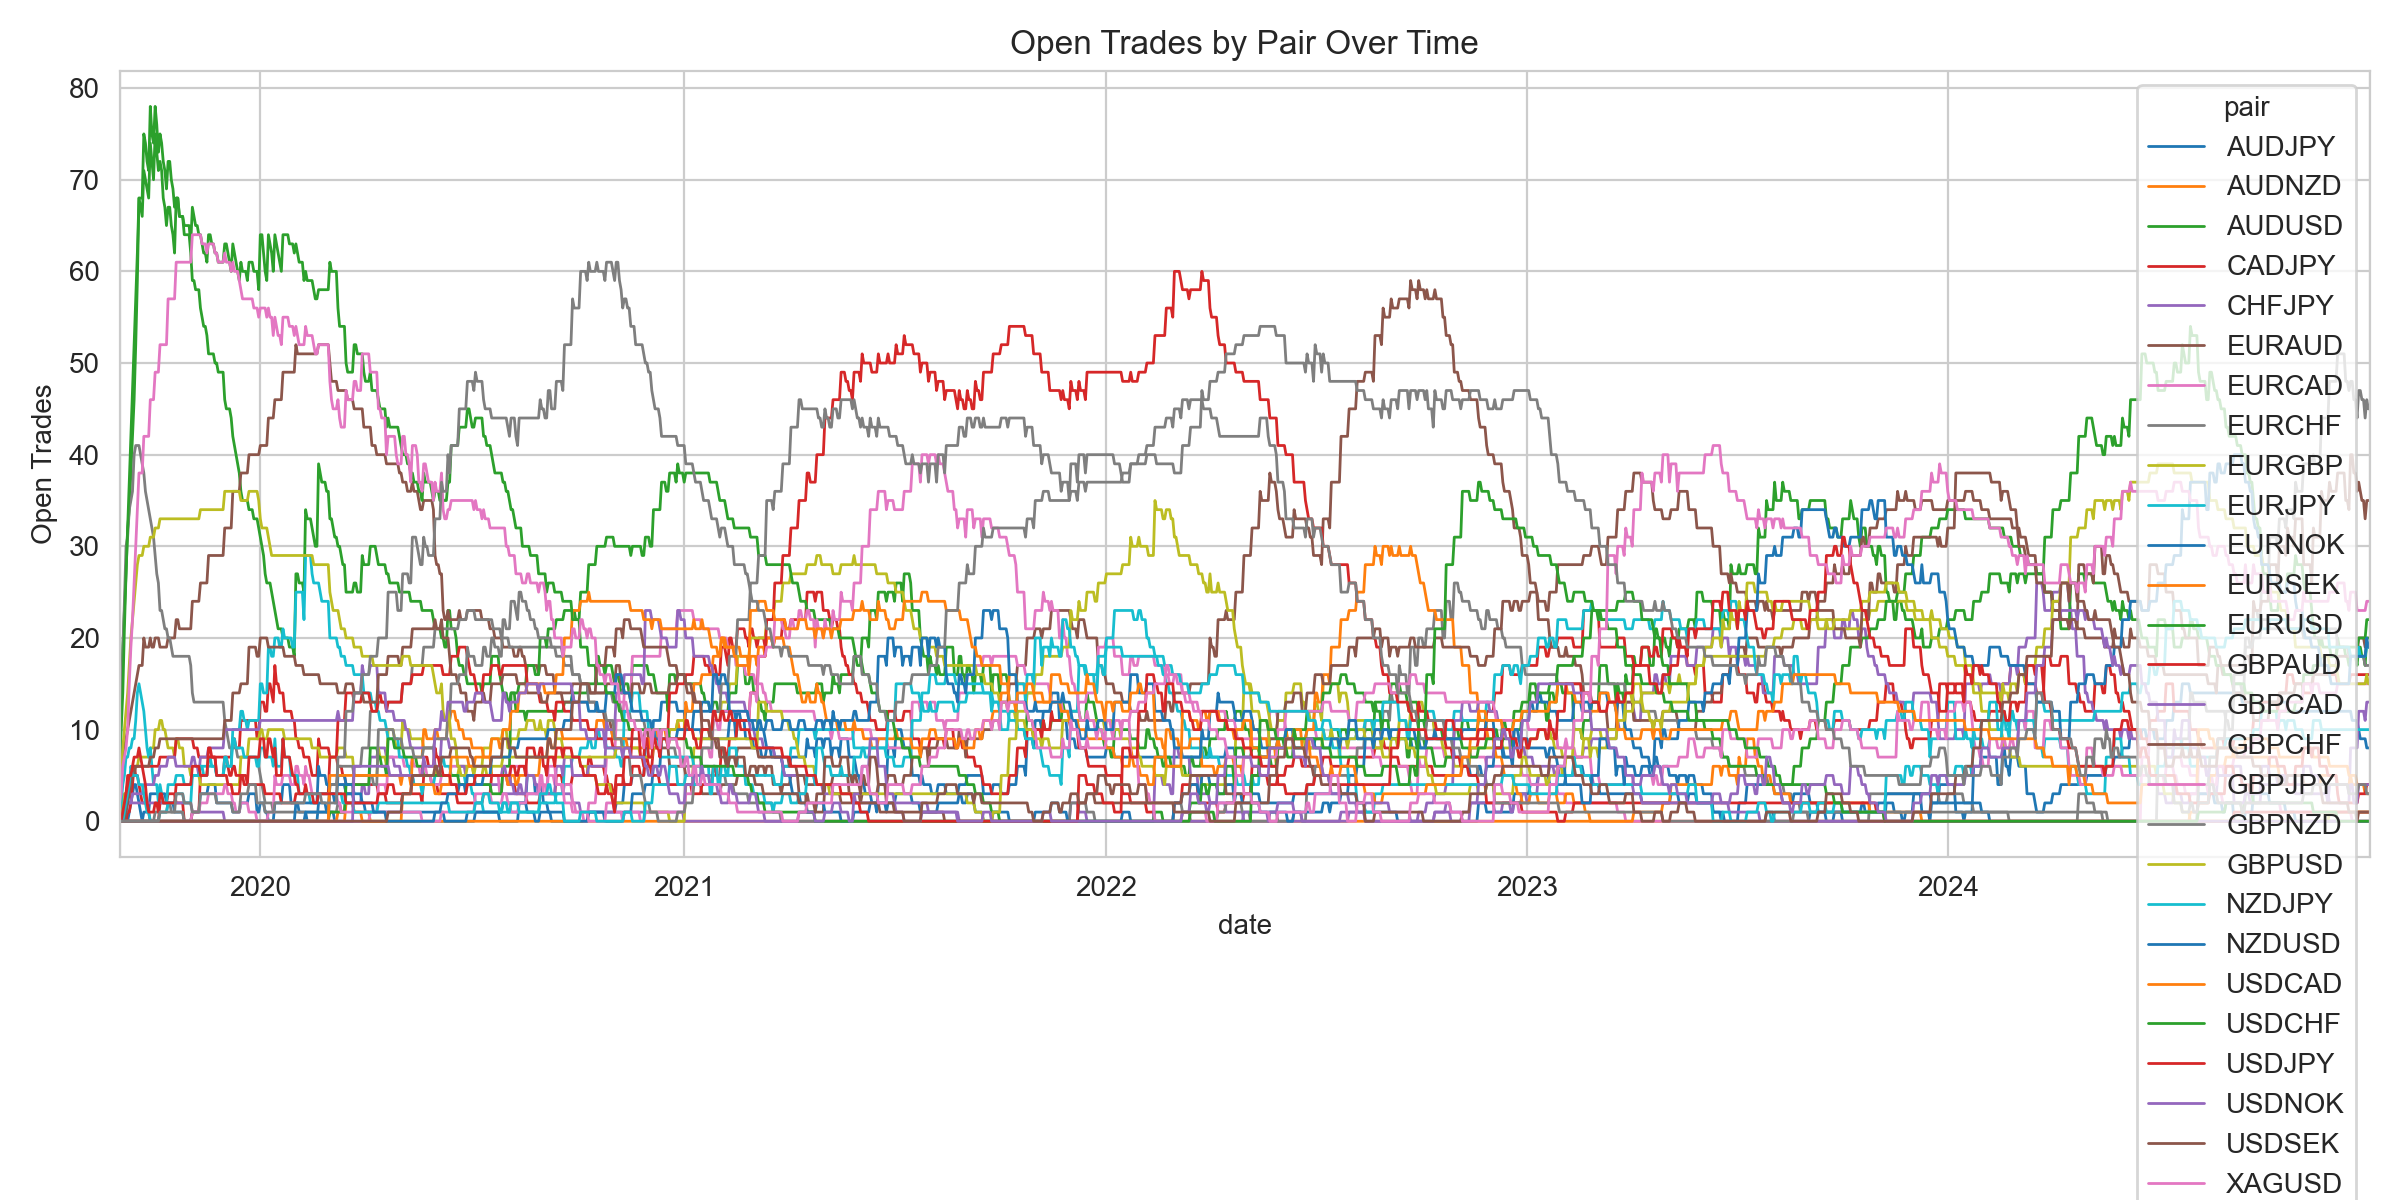 Open Trades by Pair Over Time
80
70
60
50
40
30
20
10
0
Open Trades
2020
2021
2022
2023
2024
date
pair
AUDJPY
AUDNZD
AUDUSD
CADJPY
CHFJPY
EURAUD
EURCAD
EURCHF
EURGBP
EURJPY
EURNOK
EURSEK
EURUSD
GBPAUD
GBPCAD
GBPCHF
GBPJPY
GBPNZD
GBPUSD
NZDJPY
NZDUSD
USDCAD
USDCHF
USDJPY
USDNOK
USDSEK
XAGUSD